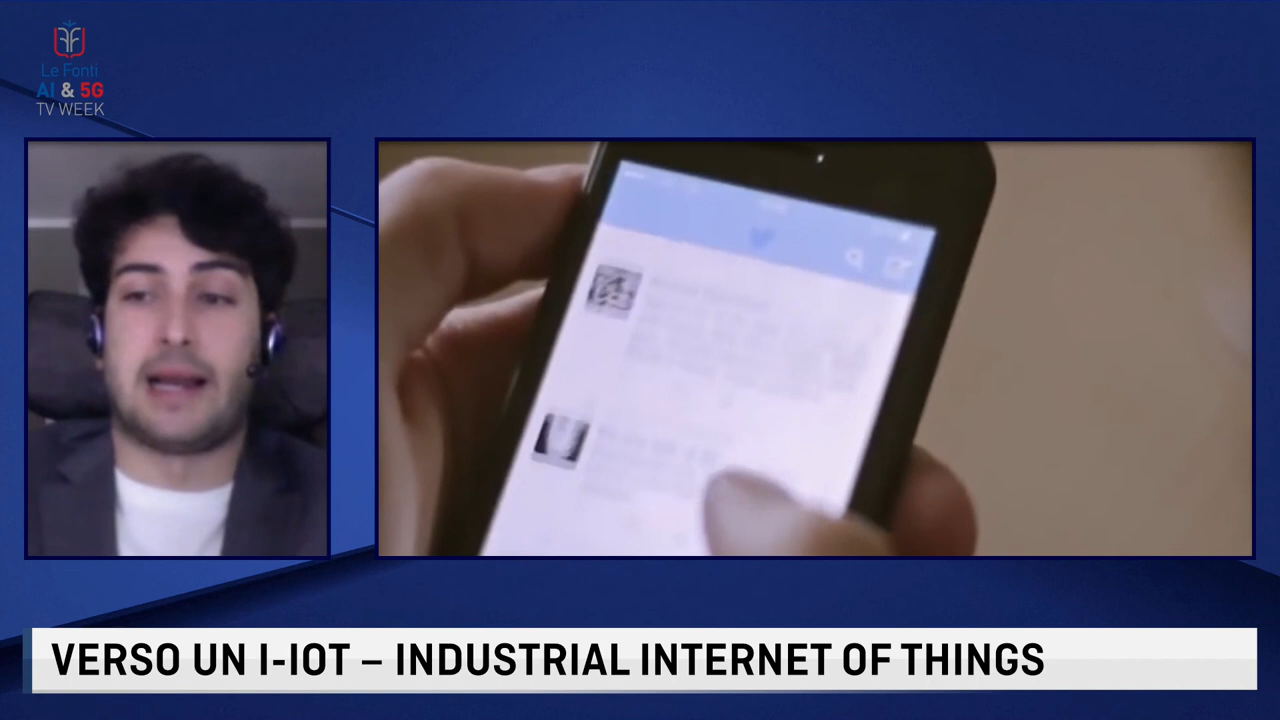 Le Fonti
AI & 5G
TV WEEK
VERSO UN I-IOT – INDUSTRIAL INTERNET OF THINGS